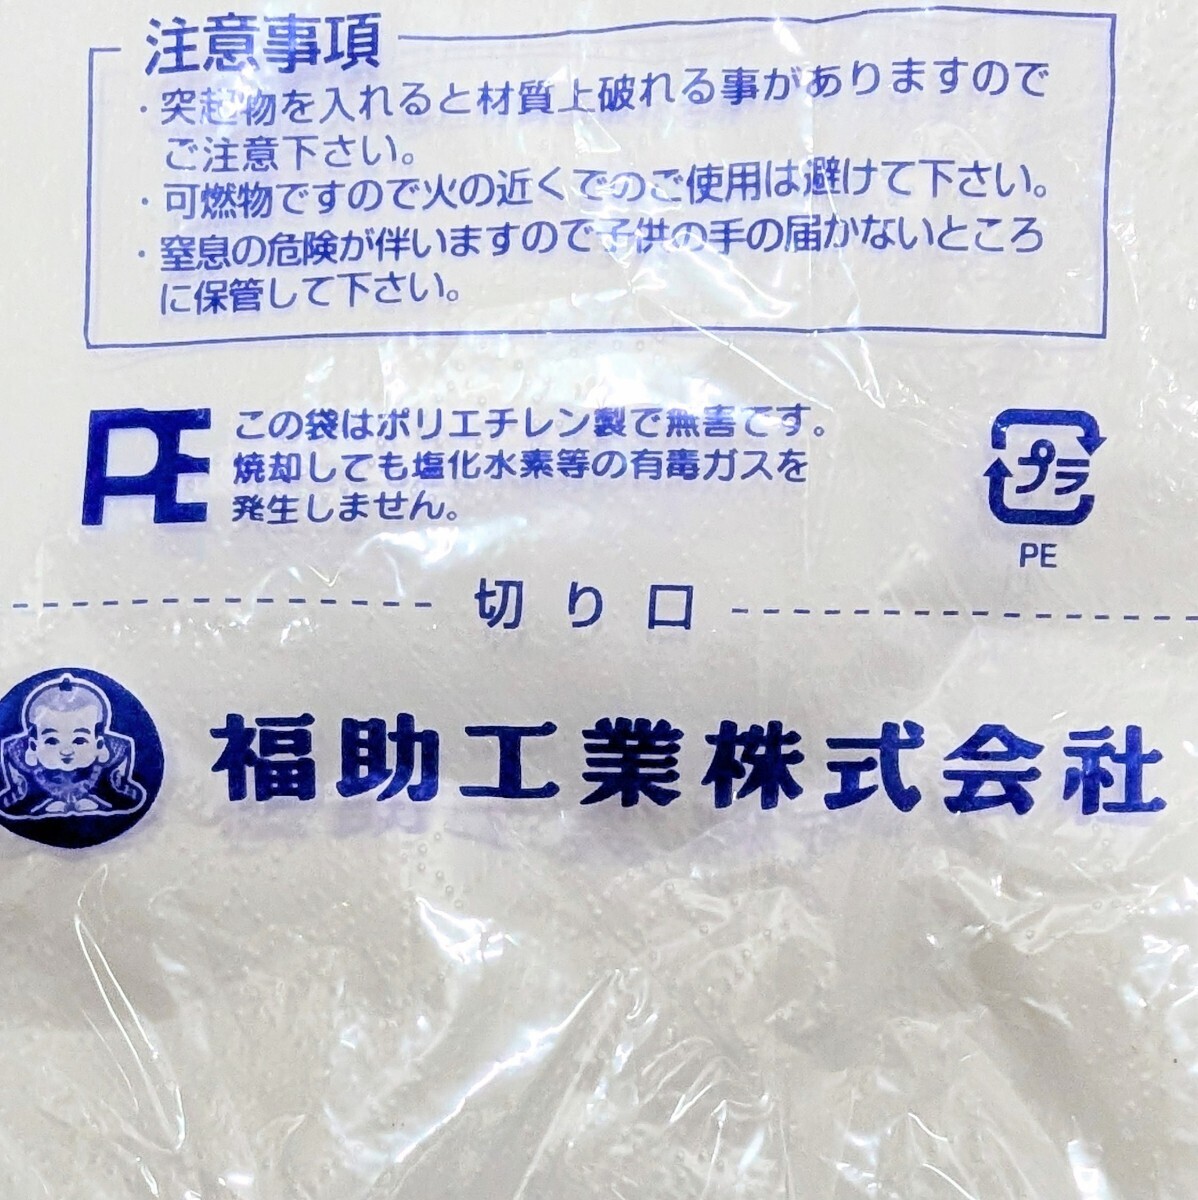 注意事項
・突起物を入れると材質上破れる事がありますので
ご注意下さい。
・可燃物ですので火の近くでのご使用は避けて下さい。
・窒息の危険が伴いますので子供の手の届かないところ
に保管して下さい。
PE
この袋はポリエチレン製で無害です。
焼却しても塩化水素等の有毒ガスを
発生しません。
プラ
PE
切り口
福助工業株式会社